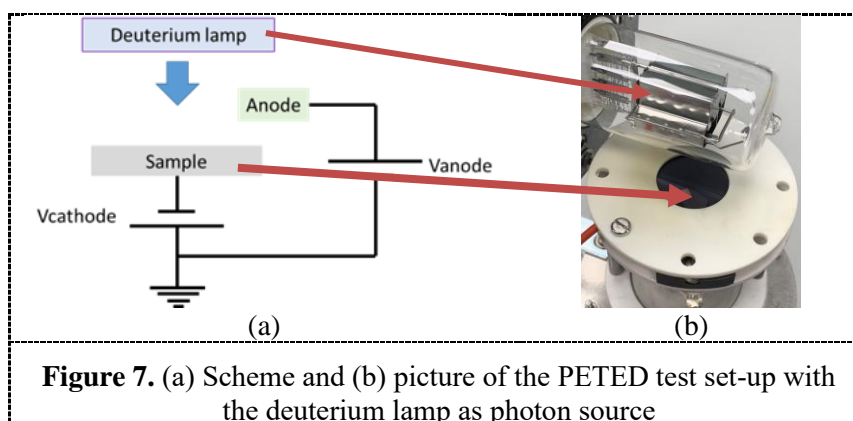 Deuterium lamp
Anode
Sample
Vanode
Vcathode
(a)
(b)
Figure 7. (a) Scheme and (b) picture of the PETED test set-up with
the deuterium lamp as photon source